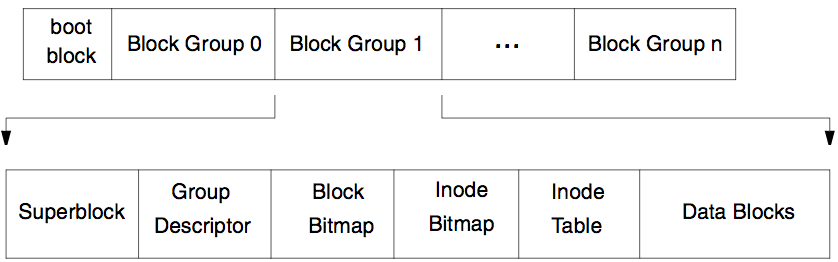 boot
block
Block Group 0
Block Group 1
...
Block Group n
Superblock
Group
Descriptor
Block
Bitmap
Inode
Bitmap
Inode
Table
Data Blocks